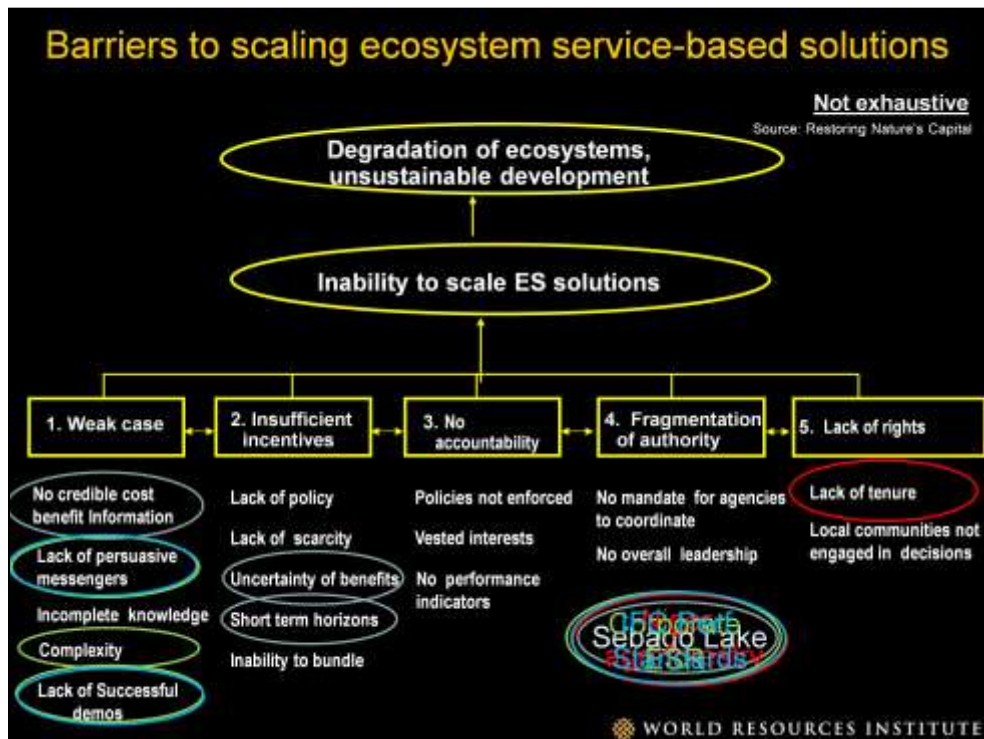 Barriers to scaling ecosystem service-based solutions
Not exhaustive
Source: Restoring Nature's Capital
Degradation of ecosystems,
unsustainable development
Inability to scale ES solutions
1. Weak case
2. Insufficient
incentives
3. No
accountability
4. Fragmentation
of authority
5. Lack of rights
No credible cost
benefit Information
Lack of persuasive
messengers
Incomplete knowledge
Complexity
Lack of Successful
demos
Lack of policy
Lack of scarcity
Uncertainty of benefits
Short term horizons
Inability to bundle
Policies not enforced
Vested interests
No performance
indicators
No mandate for agencies
to coordinate
No overall leadership
Lack of tenure
Local communities not
engaged in decisions
Sebago Lake
WORLD RESOURCES INSTITUTE